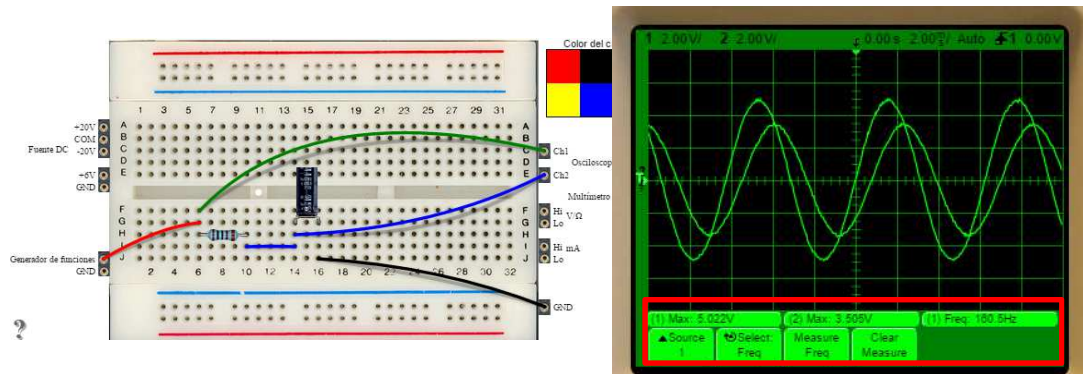 Color del c
1 3 5 7 9 11 13 15 17 19 21 23 25 27 29 31
A A
B B
C C
D D
E E
+20V
COM
Fuente DC -20V
+6V
GND
Ch1
Osciloscop
Ch2
Multímetro
F F
G G
H H
I I
J J
Hi
V/Ω
Lo
Hi mA
Lo
Generador de funciones
GND
2 4 6 8 10 12 14 16 18 20 22 24 26 28 30 32
GND
?
1 2.00V/ 2 2.00V/ 0.00s 2.00 Auto 1 0.00V
(1) Max: 5.022V (2) Max: 3.505V (1) Freq: 160.5Hz
Source
1
Select:
Freq
Measure
Freq
Clear
Measure